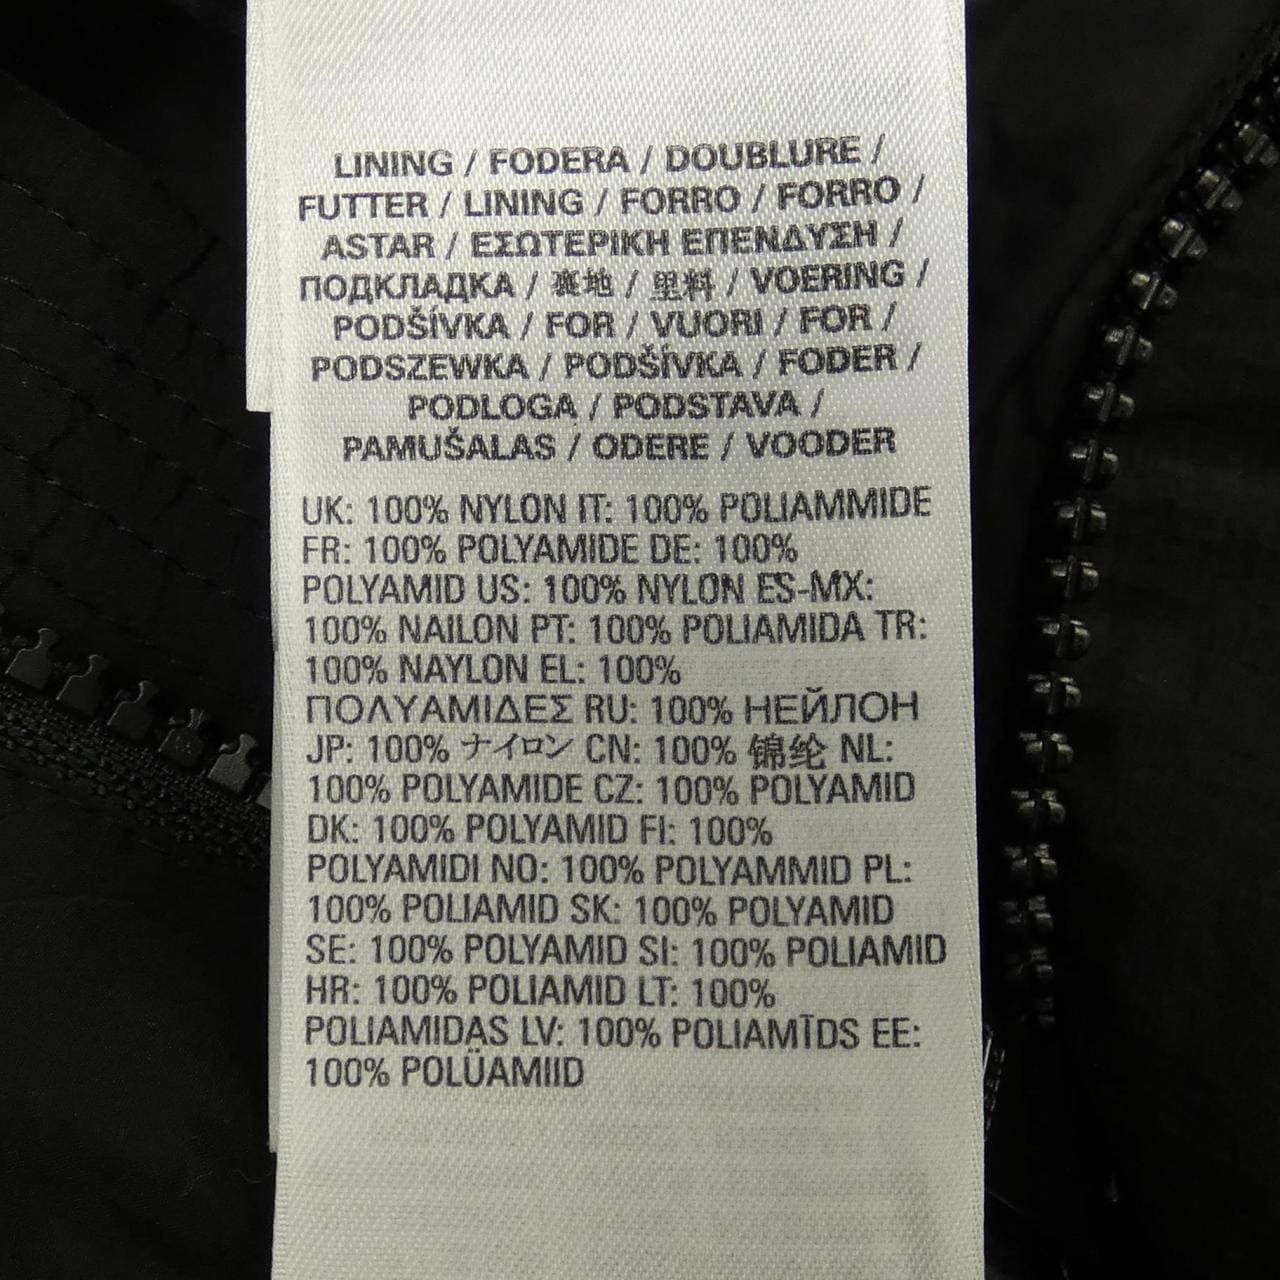 LINING / FODERA / DOUBLURE /
FUTTER / LINING / FORRO / FORRO /
ASTAR / ΕΣΩΤΕΡΙΚΗ ΕΠΕΝΔΥΣΗ /
ПОДКЛАДКА / 裏地 / 里料 / VOERING /
PODŠÍVKA / FOR / VUORI / FOR /
PODSZEWKA / PODŠÍVKA / FODER /
PODLOGA / PODSTAVA /
PAMUŠALAS / ODERE / VOODER
UK: 100% NYLON IT: 100% POLIAMMIDE
FR: 100% POLYAMIDE DE: 100%
POLYAMID US: 100% NYLON ES-MX:
100% NAILON PT: 100% POLIAMIDA TR:
100% NAYLON EL: 100%
ΠΟΛΥΑΜΙΔΕΣ RU: 100% НЕЙЛОН
JP: 100% ナイロン CN: 100% 锦纶 NL:
100% POLYAMIDE CZ: 100% POLYAMID
DK: 100% POLYAMID FI: 100%
POLYAMIDI NO: 100% POLYAMMID PL:
100% POLIAMID SK: 100% POLYAMID
SE: 100% POLYAMID SI: 100% POLIAMID
HR: 100% POLIAMID LT: 100%
POLIAMIDAS LV: 100% POLIAMĪDS EE:
100% POLÜAMIID